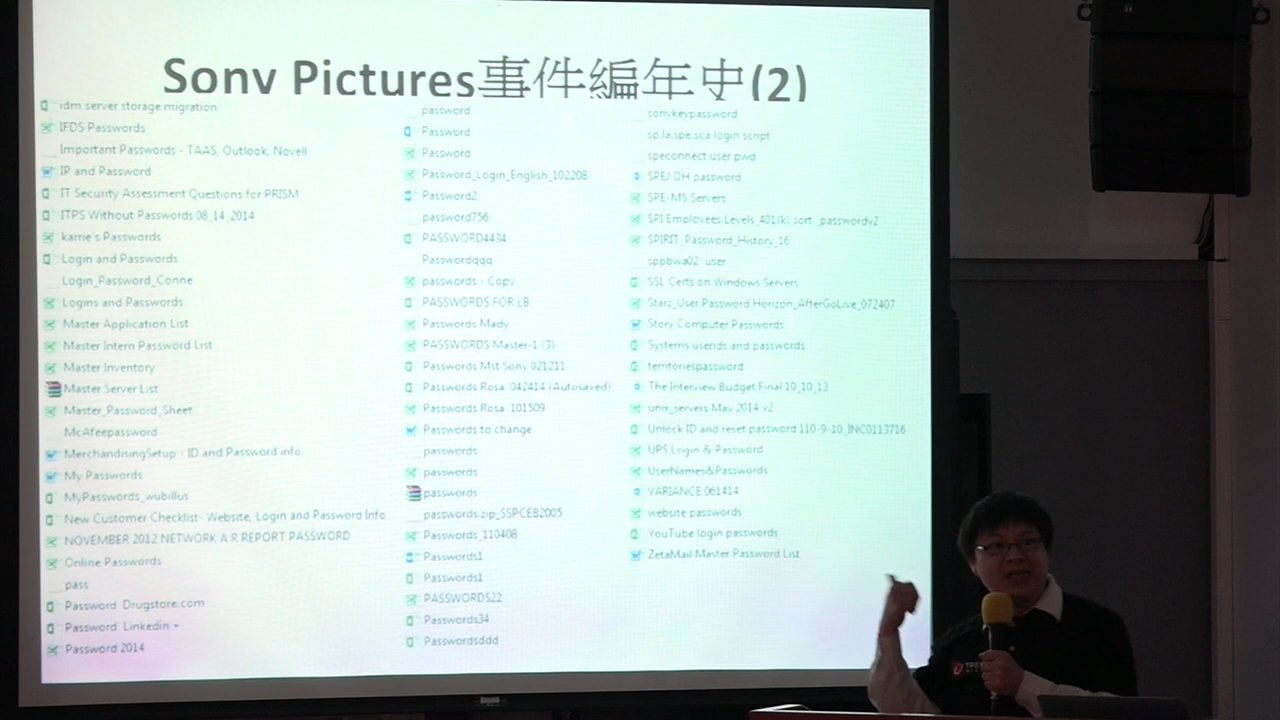 Sony Pictures事件編年史(2)
idm server storage migration
IFDS Passwords
Important Passwords - TAAS, Outlook, Novell
IP and Password
IT Security Assessment Questions for PRISM
ITPS Without Passwords 08_14_2014
karrie's Passwords
Login and Passwords
Login_Password_Conne
Logins and Passwords
Master Application List
Master Intern Password List
Master Inventory
Master Server List
Master_Password_Sheet
McAfeepassword
MerchandisingSetup - ID and Password info
My Passwords
MyPasswords_wubillus
New Customer Checklist- Website, Login and Password Info
NOVEMBER 2012 NETWORK A R REPORT PASSWORD
Online Passwords
pass
Password Drugstore.com
Password Linkedin -
Password 2014
password
Password
Password
Password_Login_English_102208
Password2
password756
PASSWORD4434
Passwordqqq
passwords - Copy
PASSWORDS FOR LB
Passwords Mady
PASSWORDS Master-1 (3)
Passwords Mst Sony 021211
Passwords Rosa 042414 (Autosaved)
Passwords Rosa 101509
Passwords to change
passwords
passwords
passwords
passwords.zip_SSPCEB2005
Passwords_110408
Passwords1
Passwords1
PASSWORDS22
Passwords34
Passwordsddd
sonykeypassword
sp.la.spe.sca login script
speconnect user pwd
SPEJ OH password
SPE-MS Servers
SPI Employees Levels_401(k) sort _passwordv2
SPIRIT_Password_History_16
sppbwa02 user
SSL Certs on Windows Servers
Starz_User Password Horizon_AfterGoLive_072407
Story Computer Passwords
Systems userids and passwords
territoriespassword
The Interview Budget Final 10_10_13
unix_servers May 2014 v2
Unlock ID and reset password 110-9-10_INC0113716
UPS Login & Password
UserNames&Passwords
VARIANCE 061414
website passwords
YouTube login passwords
ZetaMail Master Password List